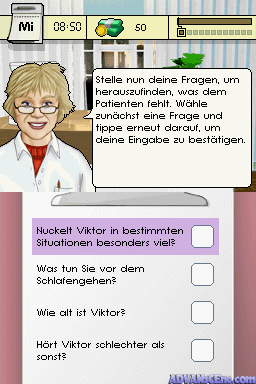 Mi 08:50 50
Stelle nun deine Fragen, um
herauszufinden, was dem
Patienten fehlt. Wähle
zunächst eine Frage und
tippe erneut darauf, um
deine Eingabe zu bestätigen.
Nuckelt Viktor in bestimmten
Situationen besonders viel?
Was tun Sie vor dem
Schlafengehen?
Wie alt ist Viktor?
Hört Viktor schlechter als
sonst?
ADVANSCENE.com